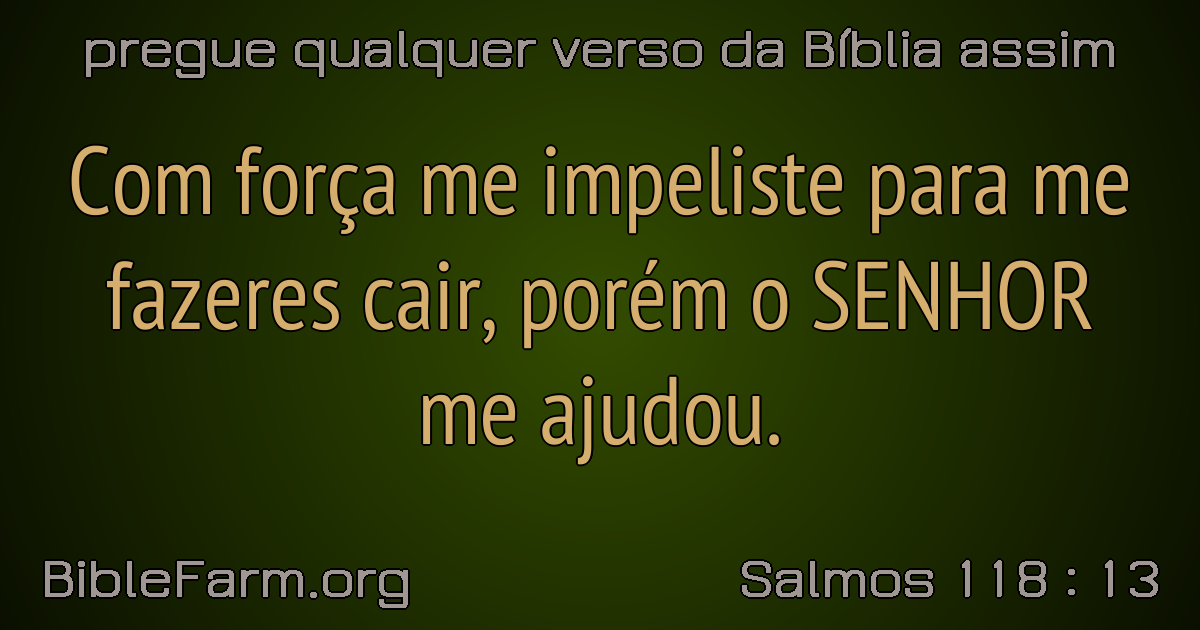 pregue qualquer verso da Bíblia assim
Com força me impeliste para me
fazeres cair, porém o SENHOR
me ajudou.
BibleFarm.org
Salmos 118 : 13